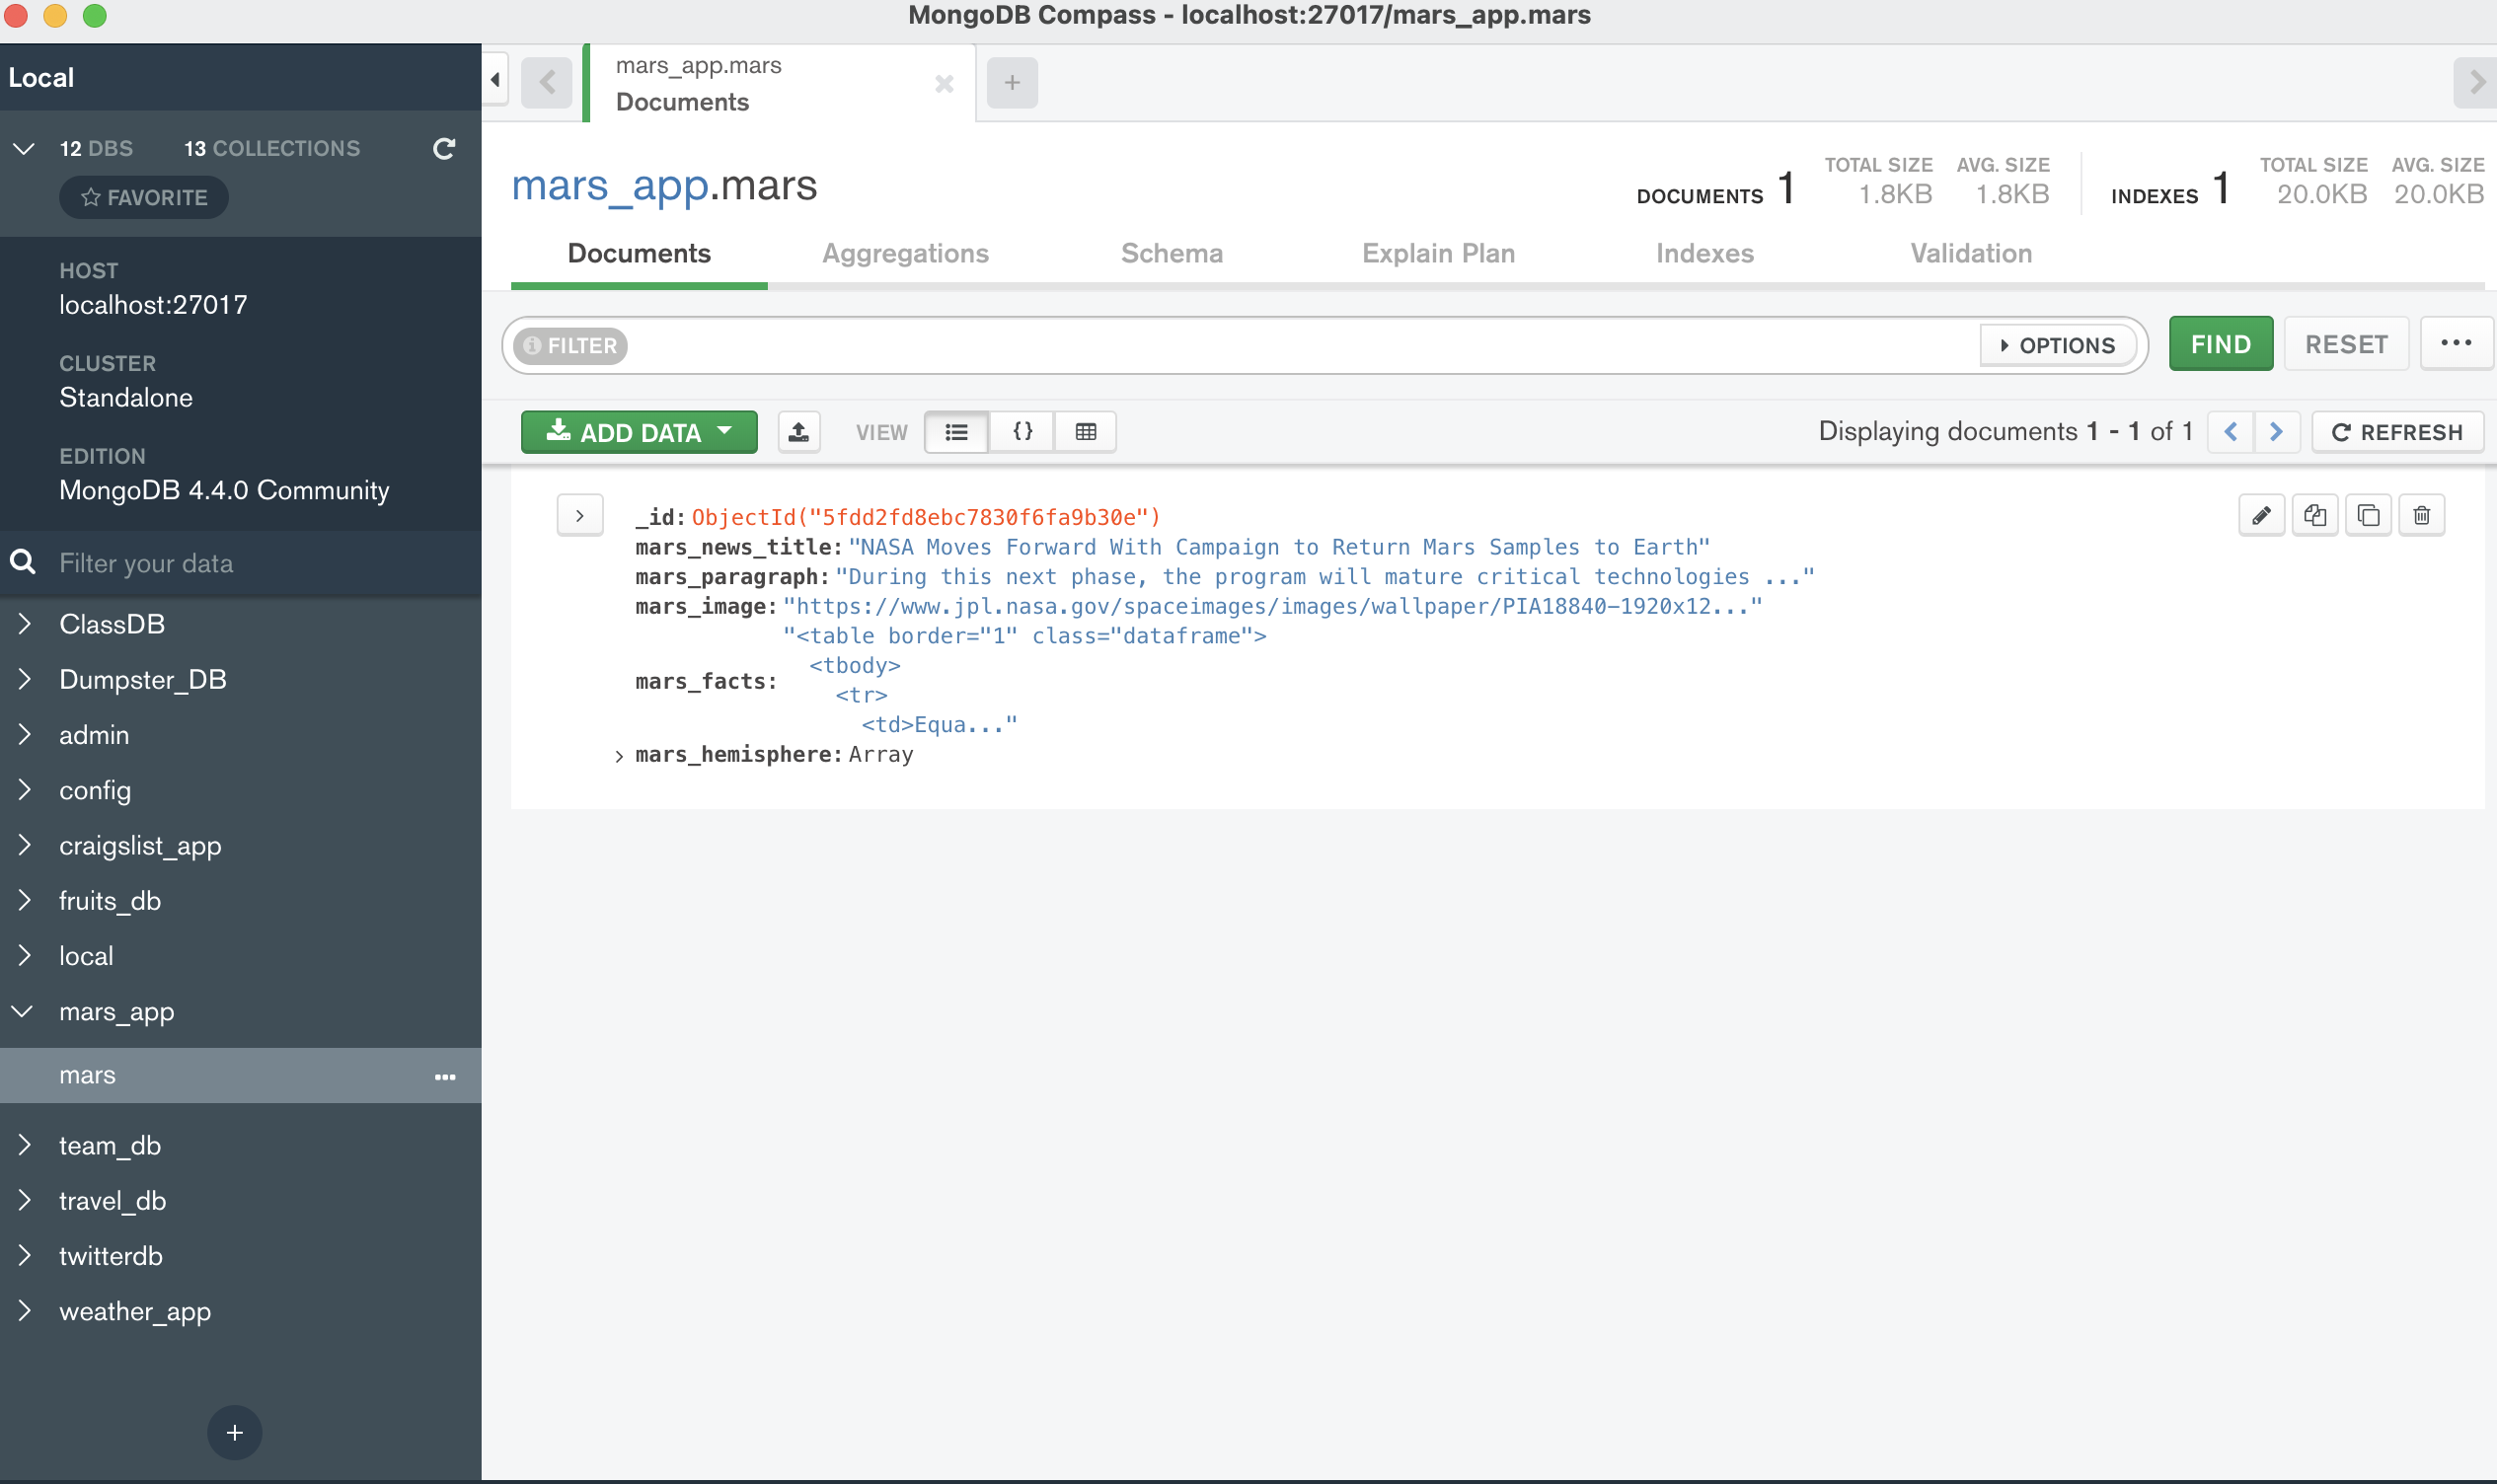 MongoDB Compass - localhost:27017/mars_app.mars
Local
12 DBS 13 COLLECTIONS
FAVORITE
HOST
localhost:27017
CLUSTER
Standalone
EDITION
MongoDB 4.4.0 Community
Filter your data
ClassDB
Dumpster_DB
admin
config
craigslist_app
fruits_db
local
mars_app
mars
team_db
travel_db
twitterdb
weather_app
mars_app.mars
Documents
mars_app.mars
DOCUMENTS 1
TOTAL SIZE AVG. SIZE
1.8KB 1.8KB
INDEXES 1
TOTAL SIZE AVG. SIZE
20.0KB 20.0KB
Documents Aggregations Schema Explain Plan Indexes Validation
FILTER OPTIONS FIND RESET
ADD DATA VIEW {} Displaying documents 1 - 1 of 1 REFRESH
_id: ObjectId("5fdd2fd8ebc7830f6fa9b30e")
mars_news_title: "NASA Moves Forward With Campaign to Return Mars Samples to Earth"
mars_paragraph: "During this next phase, the program will mature critical technologies ..."
mars_image: "https://www.jpl.nasa.gov/spaceimages/images/wallpaper/PIA18840-1920x12..."
"<table border="1" class="dataframe">
<tbody>
mars_facts:
<tr>
<td>Equa..."
mars_hemisphere: Array